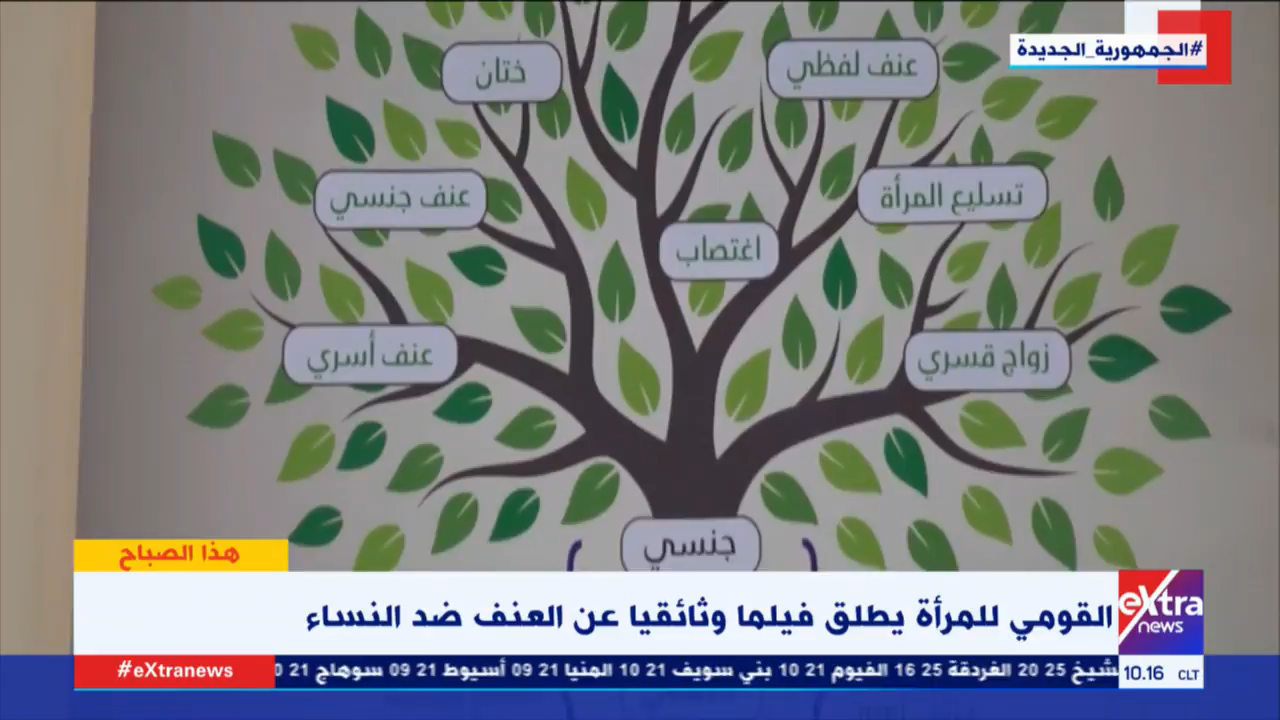 #الجمهورية_الجديدة
ختان
عنف لفظي
عنف جنسي
تسليع المرأة
اغتصاب
عنف أسري
زواج قسري
جنسي
هذا الصباح
القومي للمرأة يطلق فيلما وثائقيا عن العنف ضد النساء
eXtra
news
#eXtranews
شيخ 25 20 الغردقة 25 16 الفيوم 21 10 بني سويف 21 10 المنيا 21 09 أسيوط 21 09 سوهاج 21 0
10.16 CLT